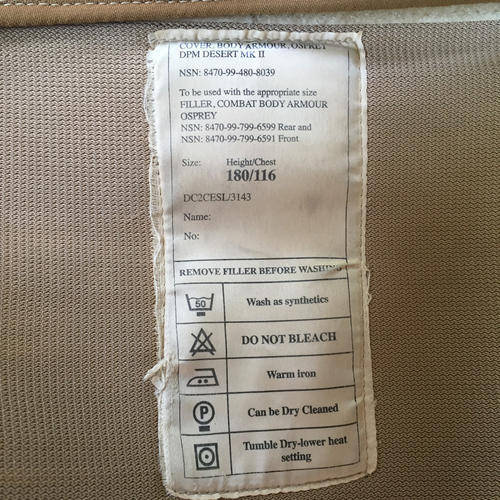 COVER, BODY ARMOUR, OSPREY
DPM DESERT MK II
NSN: 8470-99-480-8039
To be used with the appropriate size
FILLER, COMBAT BODY ARMOUR
OSPREY
NSN: 8470-99-799-6599 Rear and
NSN: 8470-99-799-6591 Front
Size: Height/Chest
180/116
DC2CESL/3143
Name:
No:
REMOVE FILLER BEFORE WASHING
50 Wash as synthetics
DO NOT BLEACH
Warm iron
P Can be Dry Cleaned
Tumble Dry-lower heat
setting